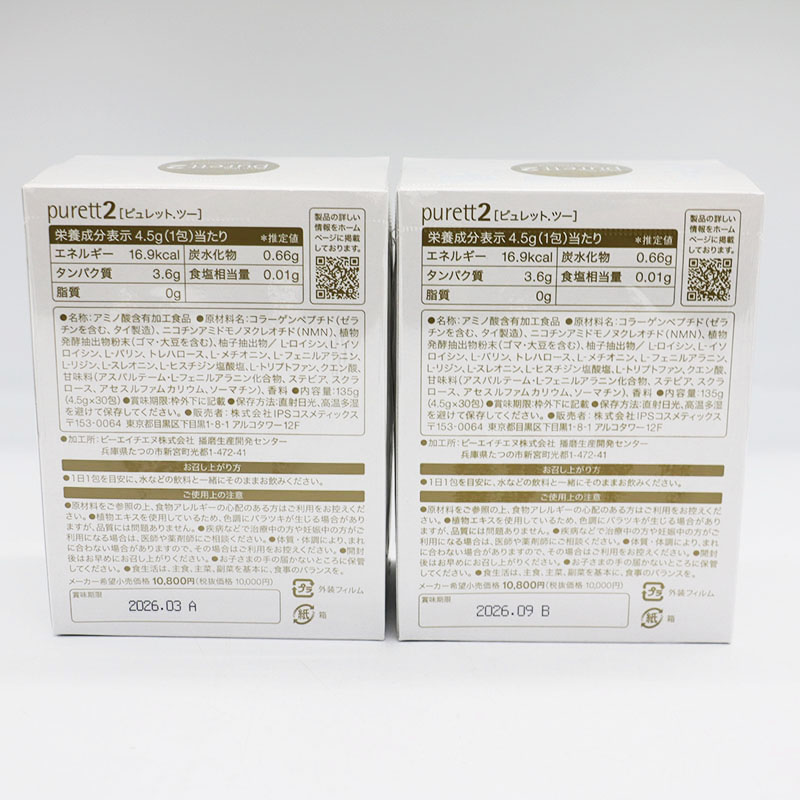 purett2
purett2[ピュレット.ツー]
製品の詳しい
情報をホーム
ページに掲載
しております。
栄養成分表示 4.5g(1包)当たり *推定値
エネルギー 16.9kcal 炭水化物 0.66g
タンパク質 3.6g 食塩相当量 0.01g
脂質 0g
●名称:アミノ酸含有加工食品 ●原材料名:コラーゲンペプチド(ゼラ
チンを含む、タイ製造)、ニコチンアミドモノヌクレオチド(NMN)、植物
発酵抽出物粉末(ゴマ・大豆を含む)、柚子抽出物／L-ロイシン、L-イソ
ロイシン、L-バリン、トレハロース、L-メチオニン、L-フェニルアラニン、
L-リジン、L-スレオニン、L-ヒスチジン塩酸塩、L-トリプトファン、クエン酸、
甘味料(アスパルテーム・L-フェニルアラニン化合物、ステビア、スクラ
ロース、アセスルファムカリウム、ソーマチン)、香料 ●内容量:135g
(4.5g×30包) ●賞味期限:枠外下に記載 ●保存方法:直射日光、高温多湿
を避けて保存してください。●販売者：株式会社 IPSコスメティックス
〒153-0064 東京都目黒区下目黒1-8-1 アルコタワー12F
●加工所：ビーエイチエヌ株式会社 播磨生産開発センター
兵庫県たつの市新宮町光都1-472-41
お召し上がり方
●1日1包を目安に、水などの飲料と一緒にそのままお飲みください。
ご使用上の注意
●原材料をご参照の上、食物アレルギーの心配のある方はご利用をお控えく
ださい。●植物エキスを使用しているため、色調にバラツキが生じる場合があり
ますが、品質には問題ありません。●疾病などで治療中の方や妊娠中の方がご
利用になる場合は、医師や薬剤師にご相談ください。●体質・体調により、まれ
に合わない場合がありますので、その場合はご利用をお控えください。●開封
後はお早めにお召し上がりください。●お子さまの手の届かないところに保管
してください。●食生活は、主食、主菜、副菜を基本に、食事のバランスを。
メーカー希望小売価格 10,800円(税抜価格 10,000円)
プラ 外装フィルム
賞味期限
2026.03 A
紙 箱
purett2
purett2[ピュレット.ツー]
製品の詳しい
情報をホーム
ページに掲載
しております。
栄養成分表示 4.5g(1包)当たり *推定値
エネルギー 16.9kcal 炭水化物 0.66g
タンパク質 3.6g 食塩相当量 0.01g
脂質 0g
●名称:アミノ酸含有加工食品 ●原材料名:コラーゲンペプチド(ゼラ
チンを含む、タイ製造)、ニコチンアミドモノヌクレオチド(NMN)、植物
発酵抽出物粉末(ゴマ・大豆を含む)、柚子抽出物／L-ロイシン、L-イソ
ロイシン、L-バリン、トレハロース、L-メチオニン、L-フェニルアラニン、
L-リジン、L-スレオニン、L-ヒスチジン塩酸塩、L-トリプトファン、クエン酸、
甘味料(アスパルテーム・L-フェニルアラニン化合物、ステビア、スクラ
ロース、アセスルファムカリウム、ソーマチン)、香料 ●内容量:135g
(4.5g×30包) ●賞味期限:枠外下に記載 ●保存方法:直射日光、高温多湿
を避けて保存してください。●販売者：株式会社 IPSコスメティックス
〒153-0064 東京都目黒区下目黒1-8-1 アルコタワー12F
●加工所：ビーエイチエヌ株式会社 播磨生産開発センター
兵庫県たつの市新宮町光都1-472-41
お召し上がり方
●1日1包を目安に、水などの飲料と一緒にそのままお飲みください。
ご使用上の注意
●原材料をご参照の上、食物アレルギーの心配のある方はご利用をお控えく
ださい。●植物エキスを使用しているため、色調にバラツキが生じる場合があり
ますが、品質には問題ありません。●疾病などで治療中の方や妊娠中の方がご
利用になる場合は、医師や薬剤師にご相談ください。●体質・体調により、まれ
に合わない場合がありますので、その場合はご利用をお控えください。●開封
後はお早めにお召し上がりください。●お子さまの手の届かないところに保管
してください。●食生活は、主食、主菜、副菜を基本に、食事のバランスを。
メーカー希望小売価格 10,800円(税抜価格 10,000円)
プラ 外装フィルム
賞味期限
2026.09 B
紙 箱